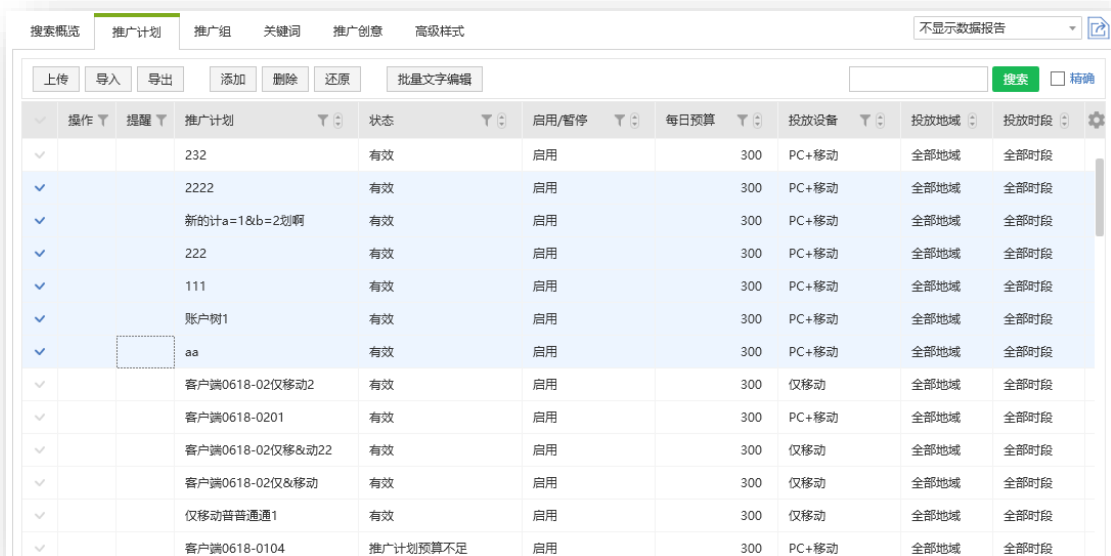 搜索概览 推广计划 推广组 关键词 推广创意 高级样式 不显示数据报告
上传 导入 导出 添加 删除 还原 批量文字编辑 搜索 精确
操作 提醒 推广计划 状态 启用/暂停 每日预算 投放设备 投放地域 投放时段
232 有效 启用 300 PC+移动 全部地域 全部时段
2222 有效 启用 300 PC+移动 全部地域 全部时段
新的计a=1&b=2划啊 有效 启用 300 PC+移动 全部地域 全部时段
222 有效 启用 300 PC+移动 全部地域 全部时段
111 有效 启用 300 PC+移动 全部地域 全部时段
账户树1 有效 启用 300 PC+移动 全部地域 全部时段
aa 有效 启用 300 PC+移动 全部地域 全部时段
客户端0618-02仅移动2 有效 启用 300 仅移动 全部地域 全部时段
客户端0618-0201 有效 启用 300 PC+移动 全部地域 全部时段
客户端0618-02仅移&动22 有效 启用 300 仅移动 全部地域 全部时段
客户端0618-02仅&移动 有效 启用 300 仅移动 全部地域 全部时段
仅移动普普通通1 有效 启用 300 仅移动 全部地域 全部时段
客户端0618-0104 推广计划预算不足 启用 300 PC+移动 全部地域 全部时段